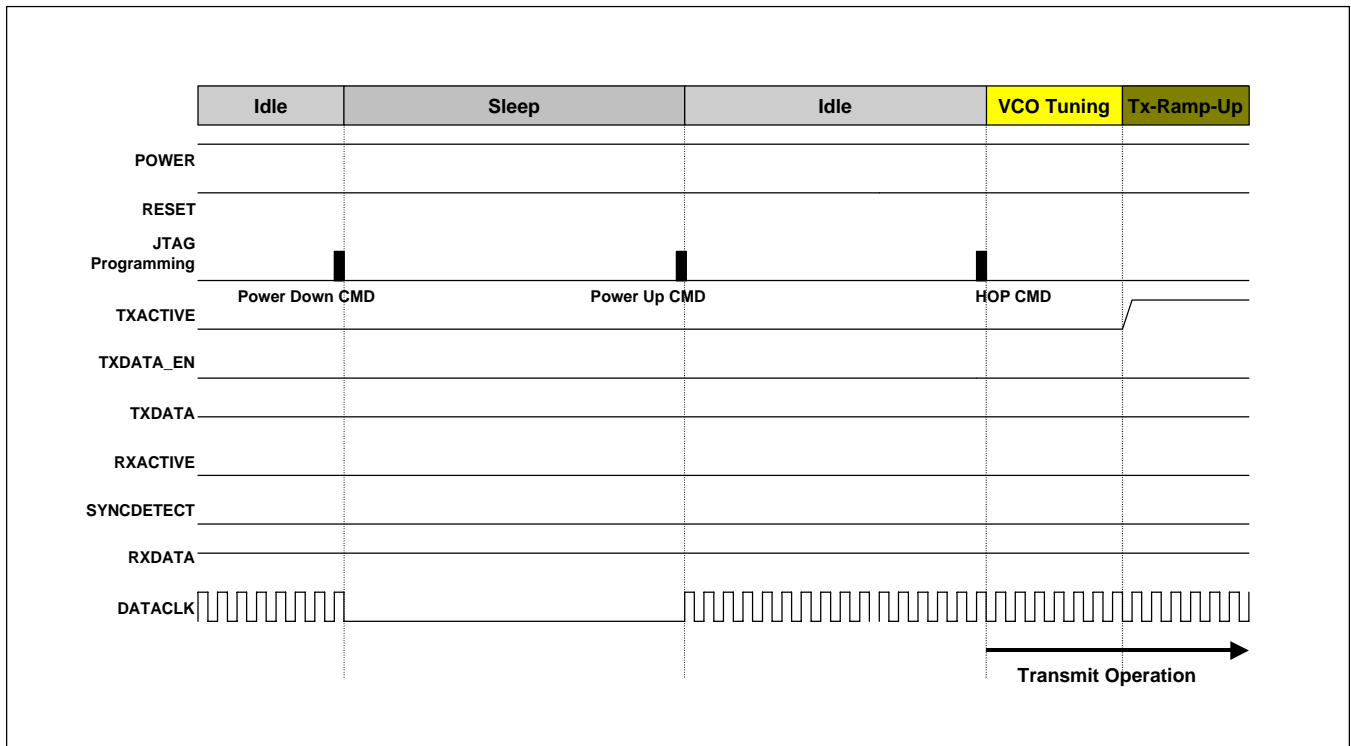 Idle Sleep Idle VCO Tuning Tx-Ramp-Up
POWER
RESET
JTAG
Programming
Power Down CMD Power Up CMD HOP CMD
TXACTIVE
TXDATA_EN
TXDATA
RXACTIVE
SYNCDETECT
RXDATA
DATACLK
Transmit Operation